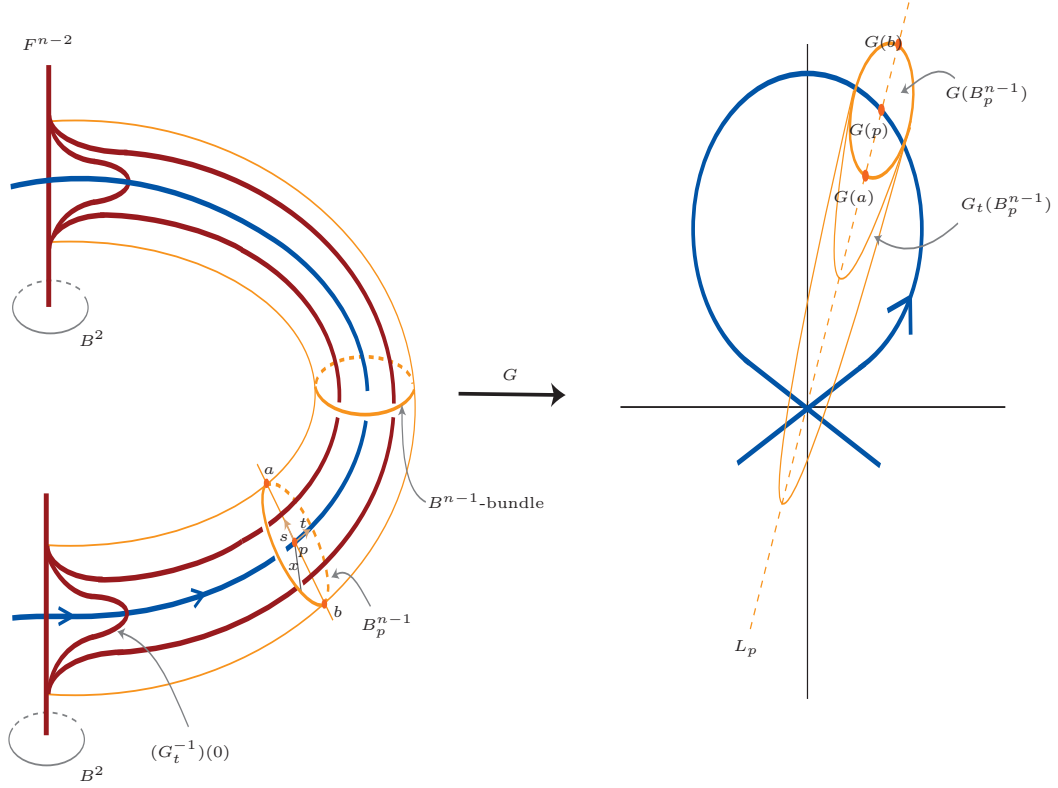 F^{n-2}
B^2
a
t
s
p
x
b
B^{n-1}-bundle
B_p^{n-1}
(G_t^{-1})(0)
B^2
G
G(b)
G(B_p^{n-1})
G(p)
G(a)
G_t(B_p^{n-1})
L_p